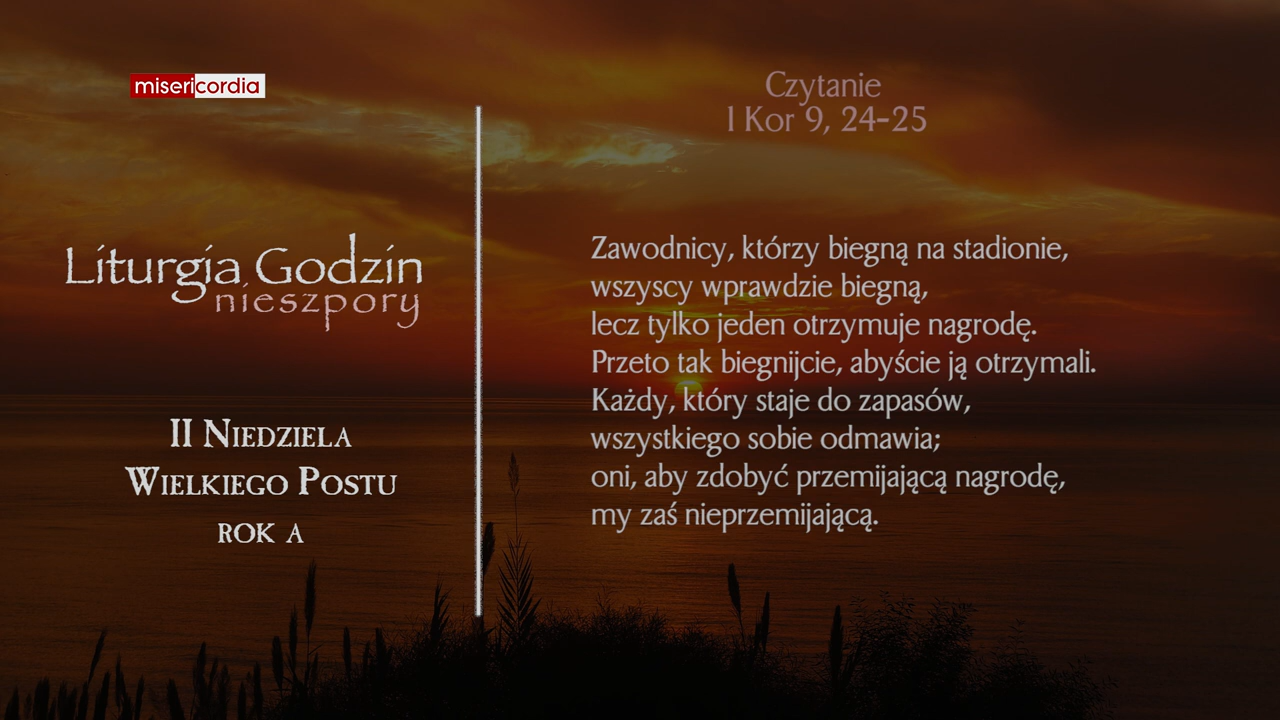 misericordia
Liturgia Godzin
nieszpory
II Niedziela
Wielkiego Postu
rok a
Czytanie
1 Kor 9, 24-25
Zawodnicy, którzy biegną na stadionie,
wszyscy wprawdzie biegną,
lecz tylko jeden otrzymuje nagrodę.
Przeto tak biegnijcie, abyście ją otrzymali.
Każdy, który staje do zapasów,
wszystkiego sobie odmawia;
oni, aby zdobyć przemijającą nagrodę,
my zaś nieprzemijającą.